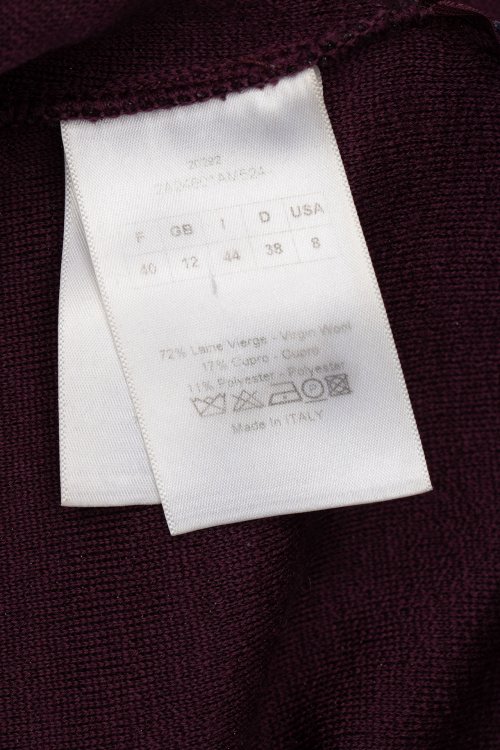 20292
F GB I D USA
40 12 44 38 8
72% Laine Vierge - Virgin Wool
17% Cupro - Cupro
11% Polyester - Polyester
Made in ITALY